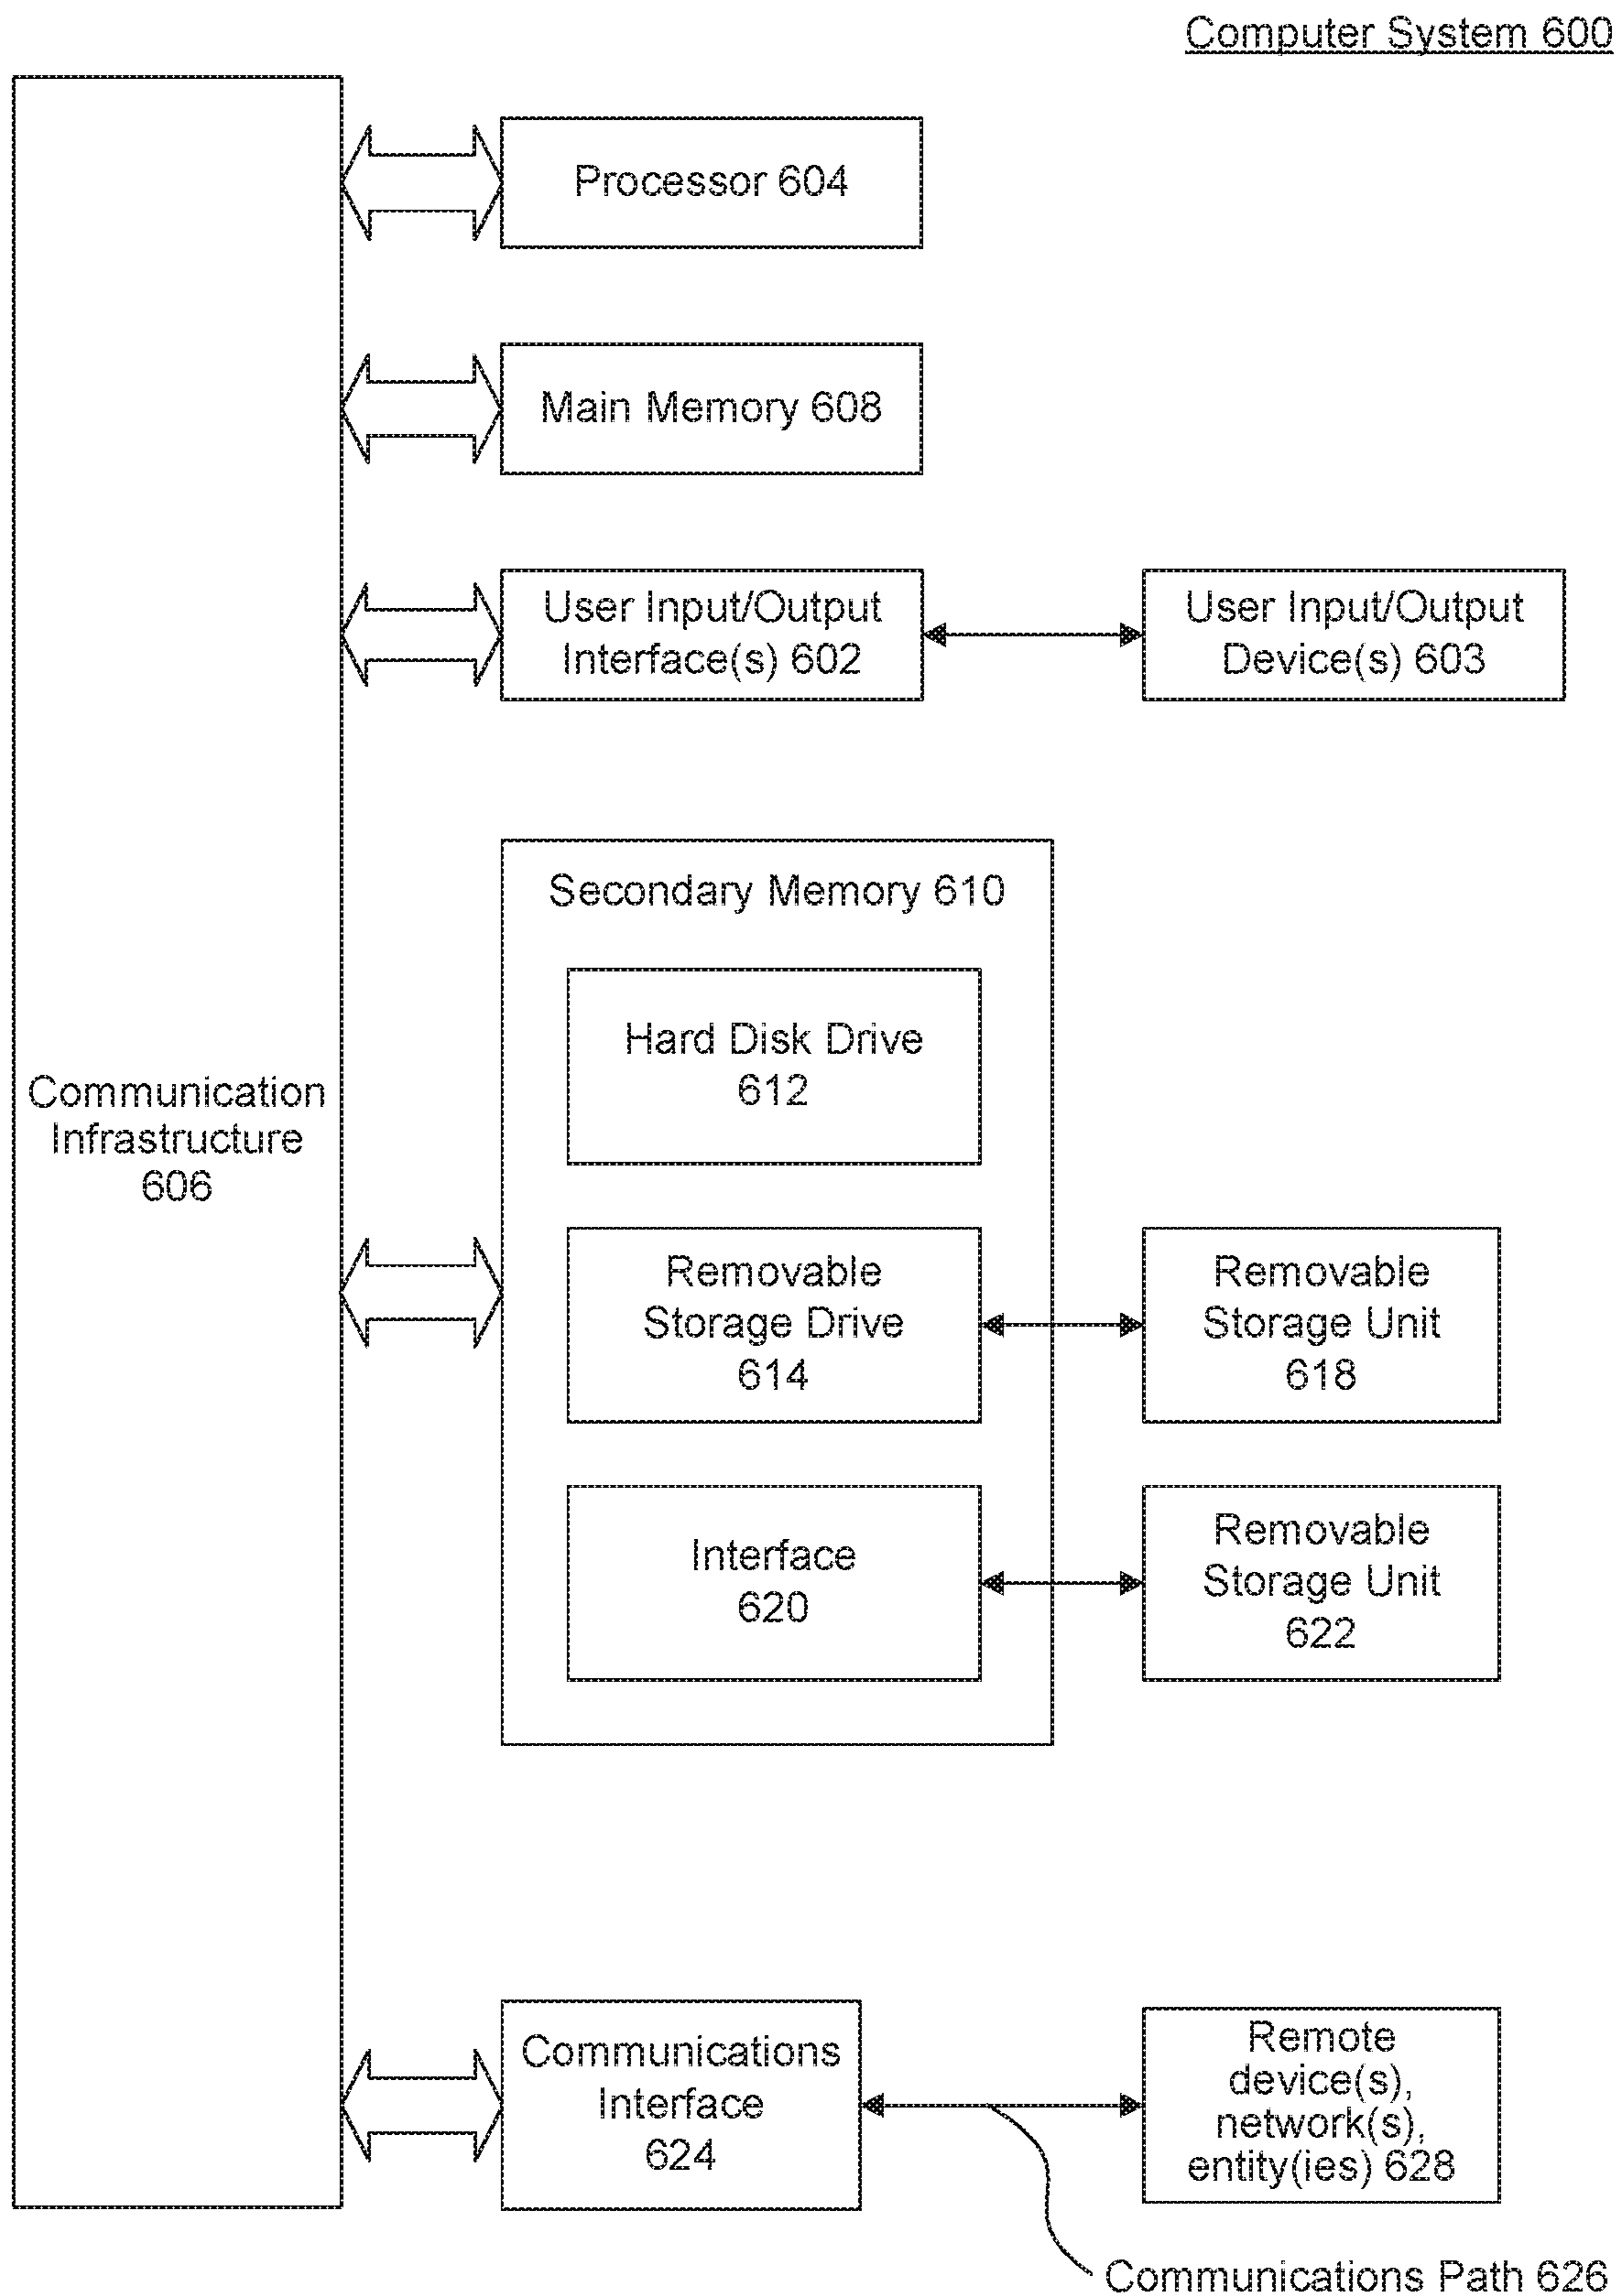 Computer System 600
Processor 604
Main Memory 608
User Input/Output
Interface(s) 602
User Input/Output
Device(s) 603
Secondary Memory 610
Hard Disk Drive
612
Communication
Infrastructure
606
Removable
Storage Drive
614
Removable
Storage Unit
618
Interface
620
Removable
Storage Unit
622
Communications
Interface
624
Remote
device(s),
network(s),
entity(ies) 628
Communications Path 626